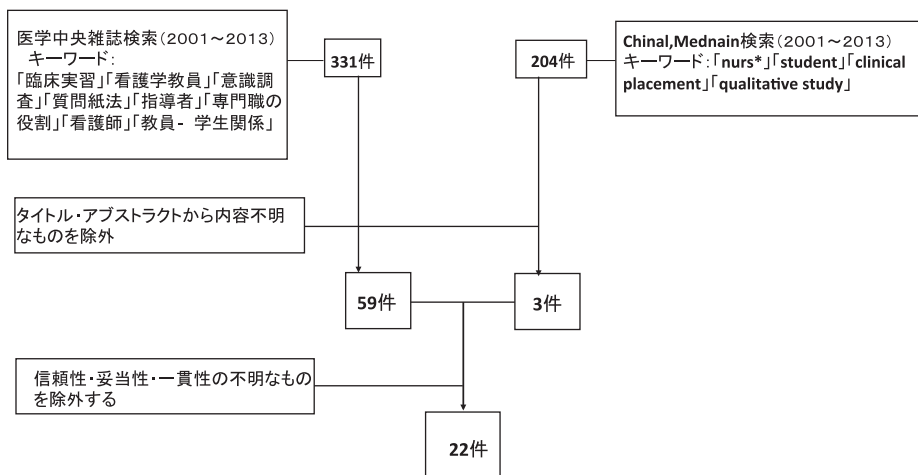 医学中央雑誌検索(2001～2013)
キーワード:
「臨床実習」「看護学教員」「意識調
査」「質問紙法」「指導者」「専門職の
役割」「看護師」「教員- 学生関係」
331件
204件
Chinal,Mednain検索(2001～2013)
キーワード:「nurs*」「student」「clinical
placement」「qualitative study」
タイトル・アブストラクトから内容不明
なものを除外
59件
3件
信頼性・妥当性・一貫性の不明なもの
を除外する
22件